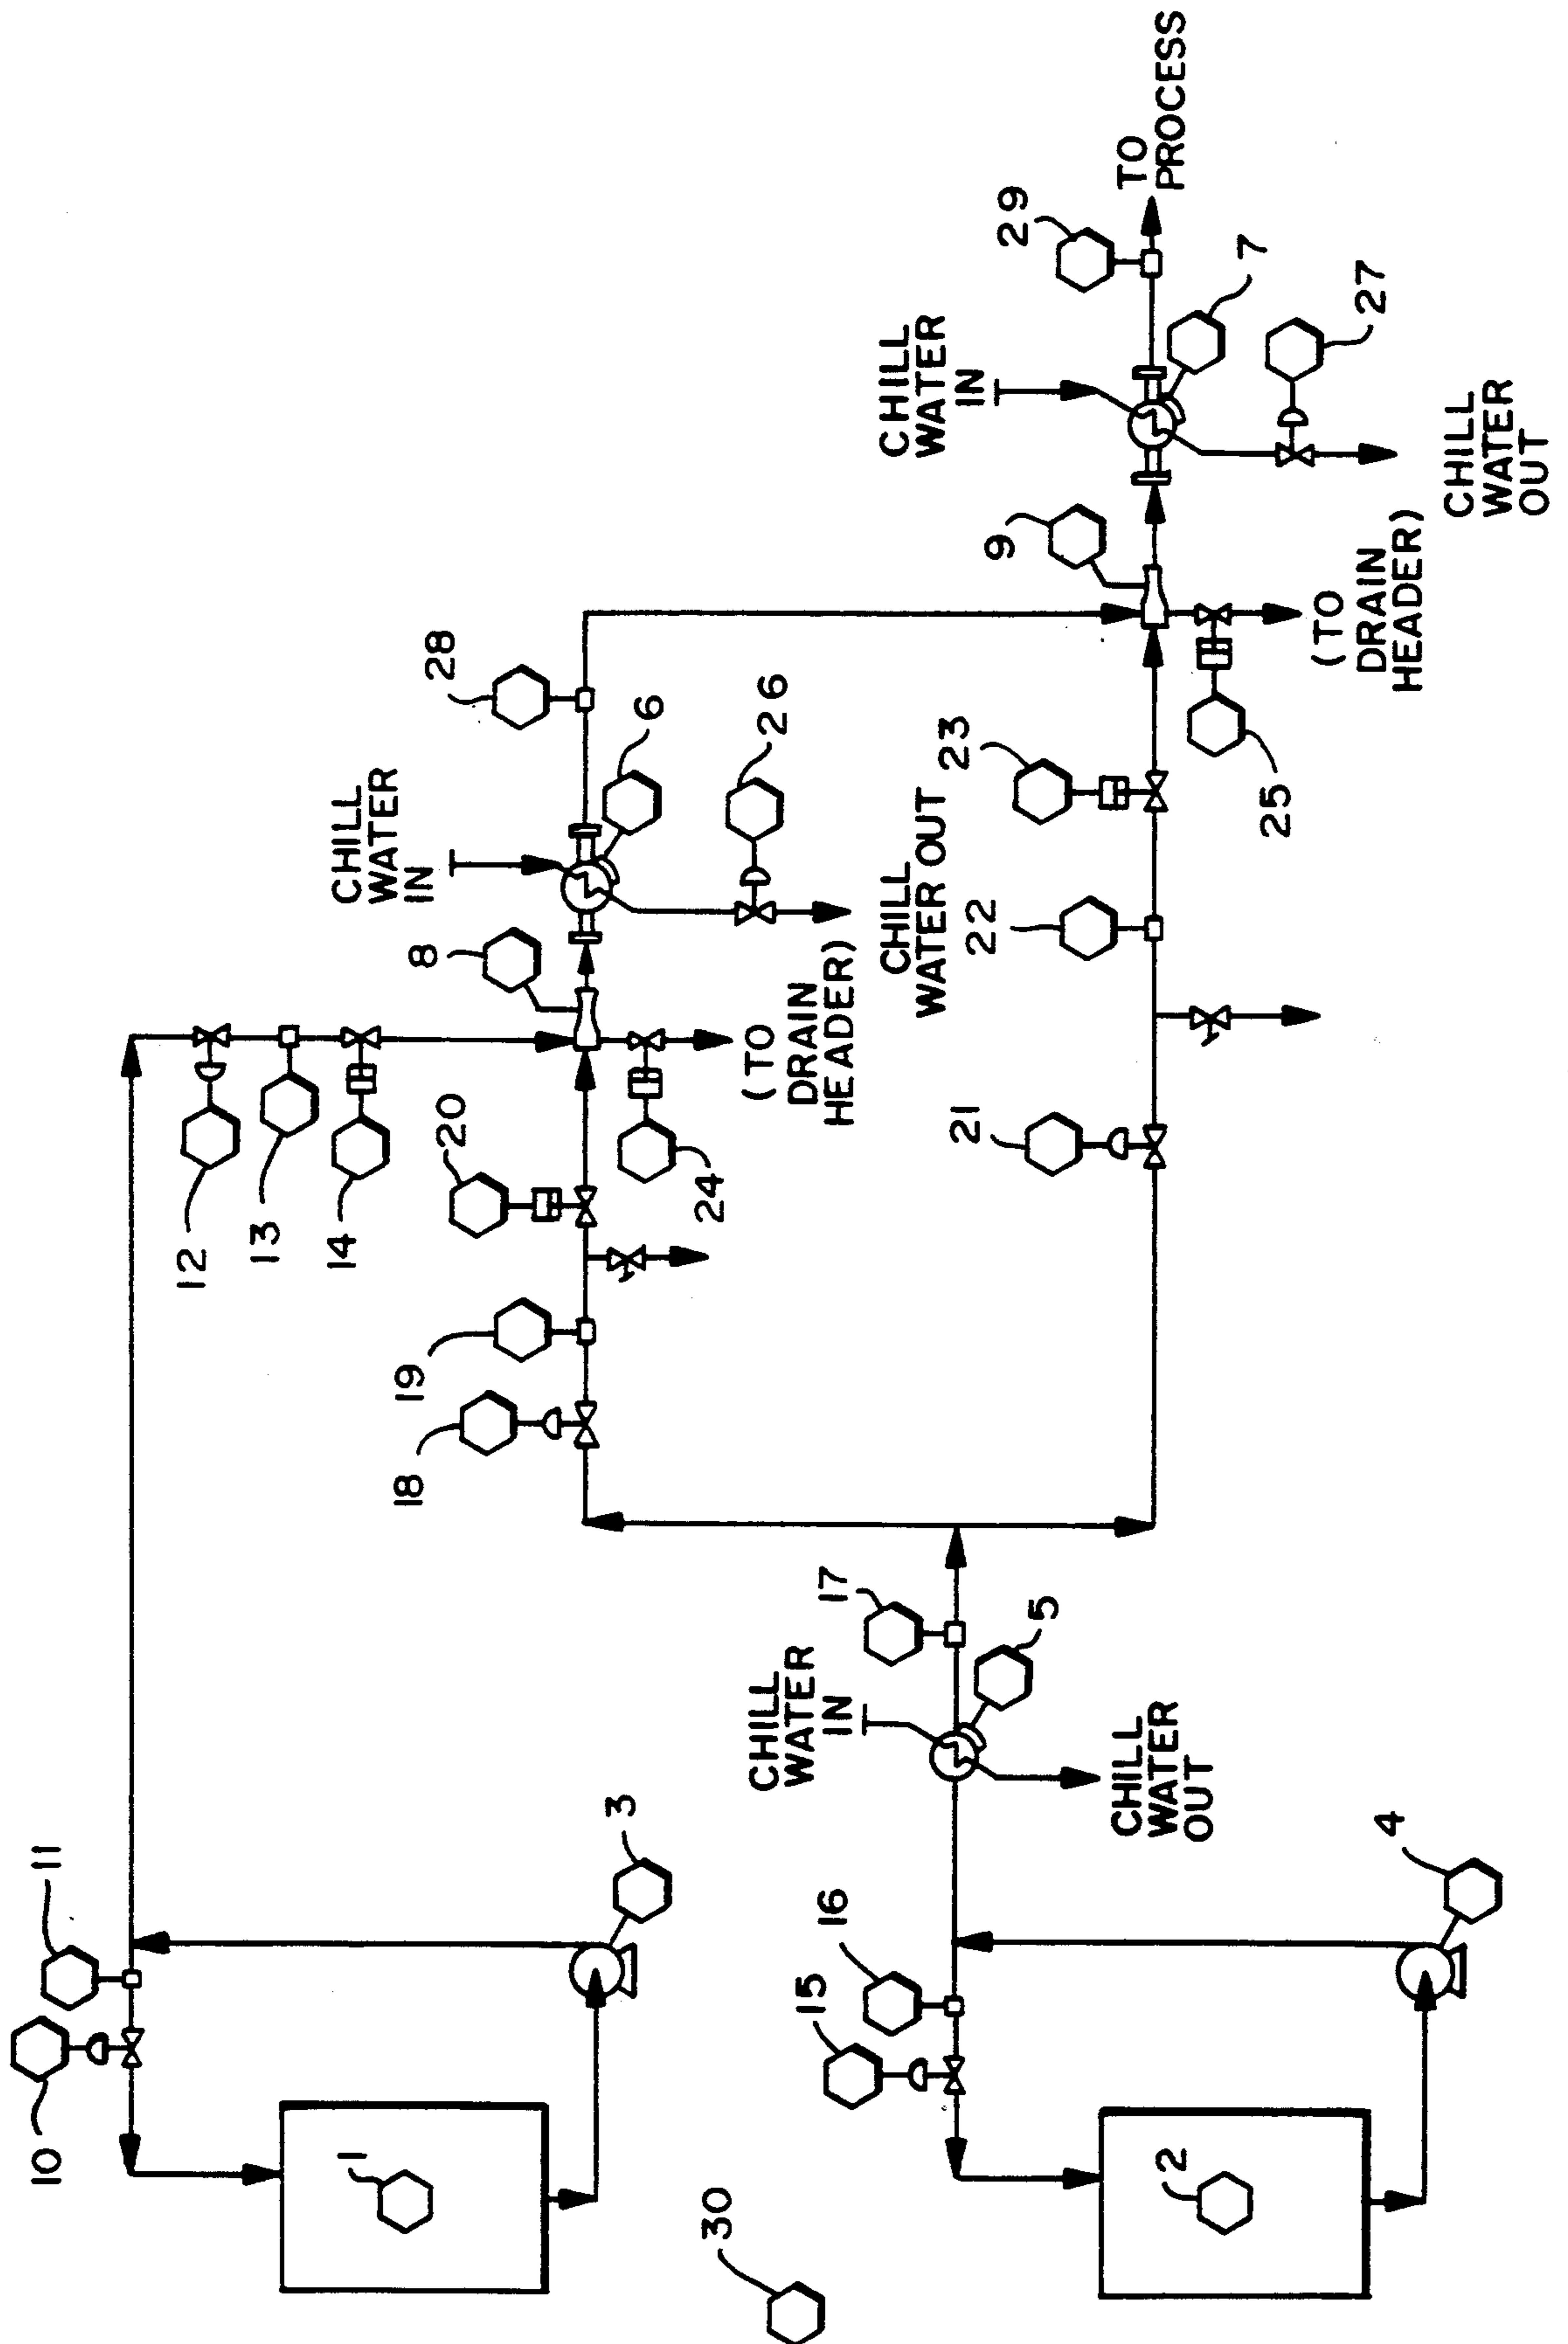 10
11
12
13
14
1
CHILL
WATER
IN
18
19
8
28
20
3
6
24
30
26
(TO
DRAIN
HEADER)
CHILL
WATER
IN
15
16
17
CHILL
WATER OUT
CHILL
WATER
IN
21
22
23
9
29
5
CHILL
WATER
OUT
TO
PROCESS
2
7
25
(TO
DRAIN
HEADER)
27
4
CHILL
WATER
OUT